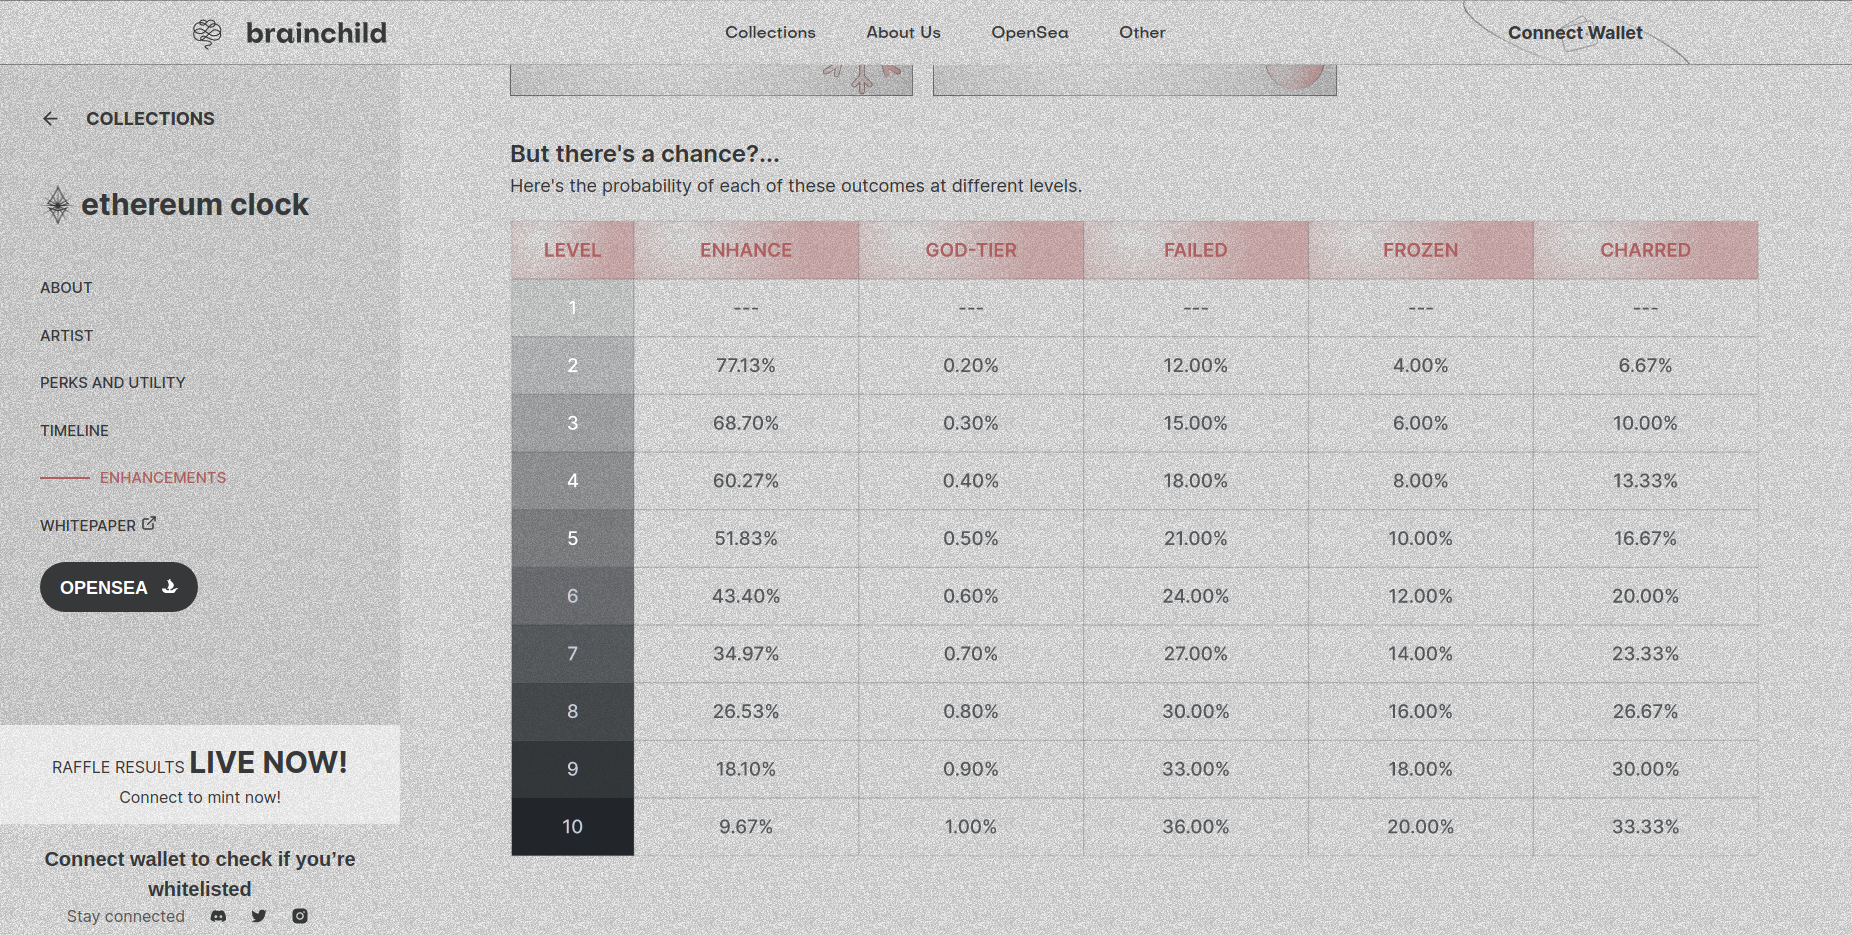 brainchild
Collections About Us OpenSea Other
Connect Wallet
COLLECTIONS
ethereum clock
ABOUT
ARTIST
PERKS AND UTILITY
TIMELINE
ENHANCEMENTS
WHITEPAPER
OPENSEA
RAFFLE RESULTS LIVE NOW!
Connect to mint now!
Connect wallet to check if you’re
whitelisted
Stay connected
But there's a chance?...
Here's the probability of each of these outcomes at different levels.
LEVEL ENHANCE GOD-TIER FAILED FROZEN CHARRED
1 --- --- --- --- ---
2 77.13% 0.20% 12.00% 4.00% 6.67%
3 68.70% 0.30% 15.00% 6.00% 10.00%
4 60.27% 0.40% 18.00% 8.00% 13.33%
5 51.83% 0.50% 21.00% 10.00% 16.67%
6 43.40% 0.60% 24.00% 12.00% 20.00%
7 34.97% 0.70% 27.00% 14.00% 23.33%
8 26.53% 0.80% 30.00% 16.00% 26.67%
9 18.10% 0.90% 33.00% 18.00% 30.00%
10 9.67% 1.00% 36.00% 20.00% 33.33%